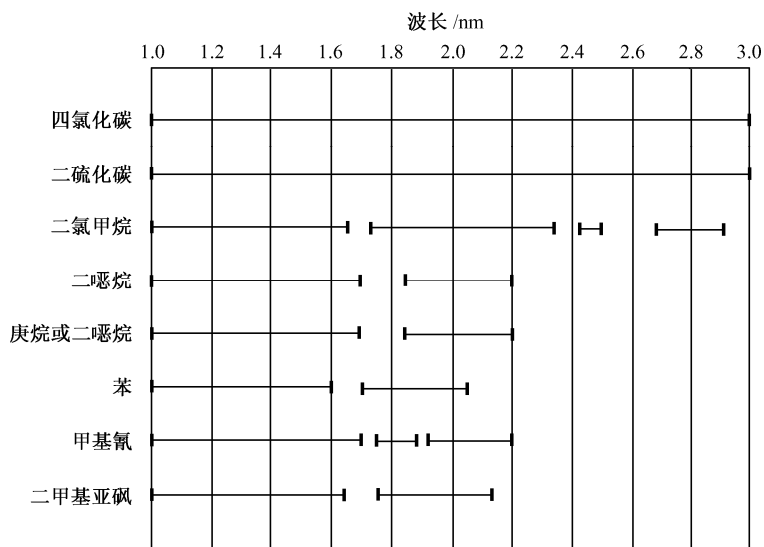 波长 /nm
1.0 1.2 1.4 1.6 1.8 2.0 2.2 2.4 2.6 2.8 3.0
四氯化碳
二硫化碳
二氯甲烷
二噁烷
庚烷或二噁烷
苯
甲基氰
二甲基亚砜